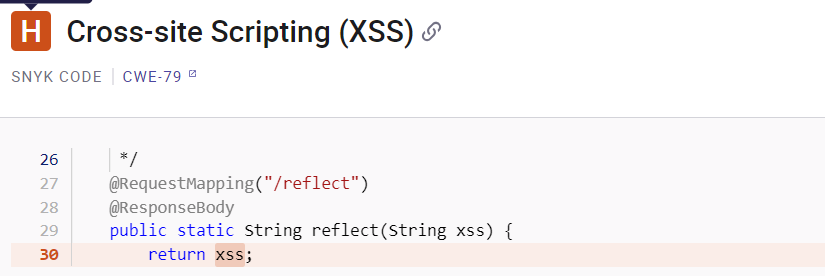 H Cross-site Scripting (XSS)
SNYK CODE | CWE-79
26 */
27 @RequestMapping("/reflect")
28 @ResponseBody
29 public static String reflect(String xss) {
30 return xss;